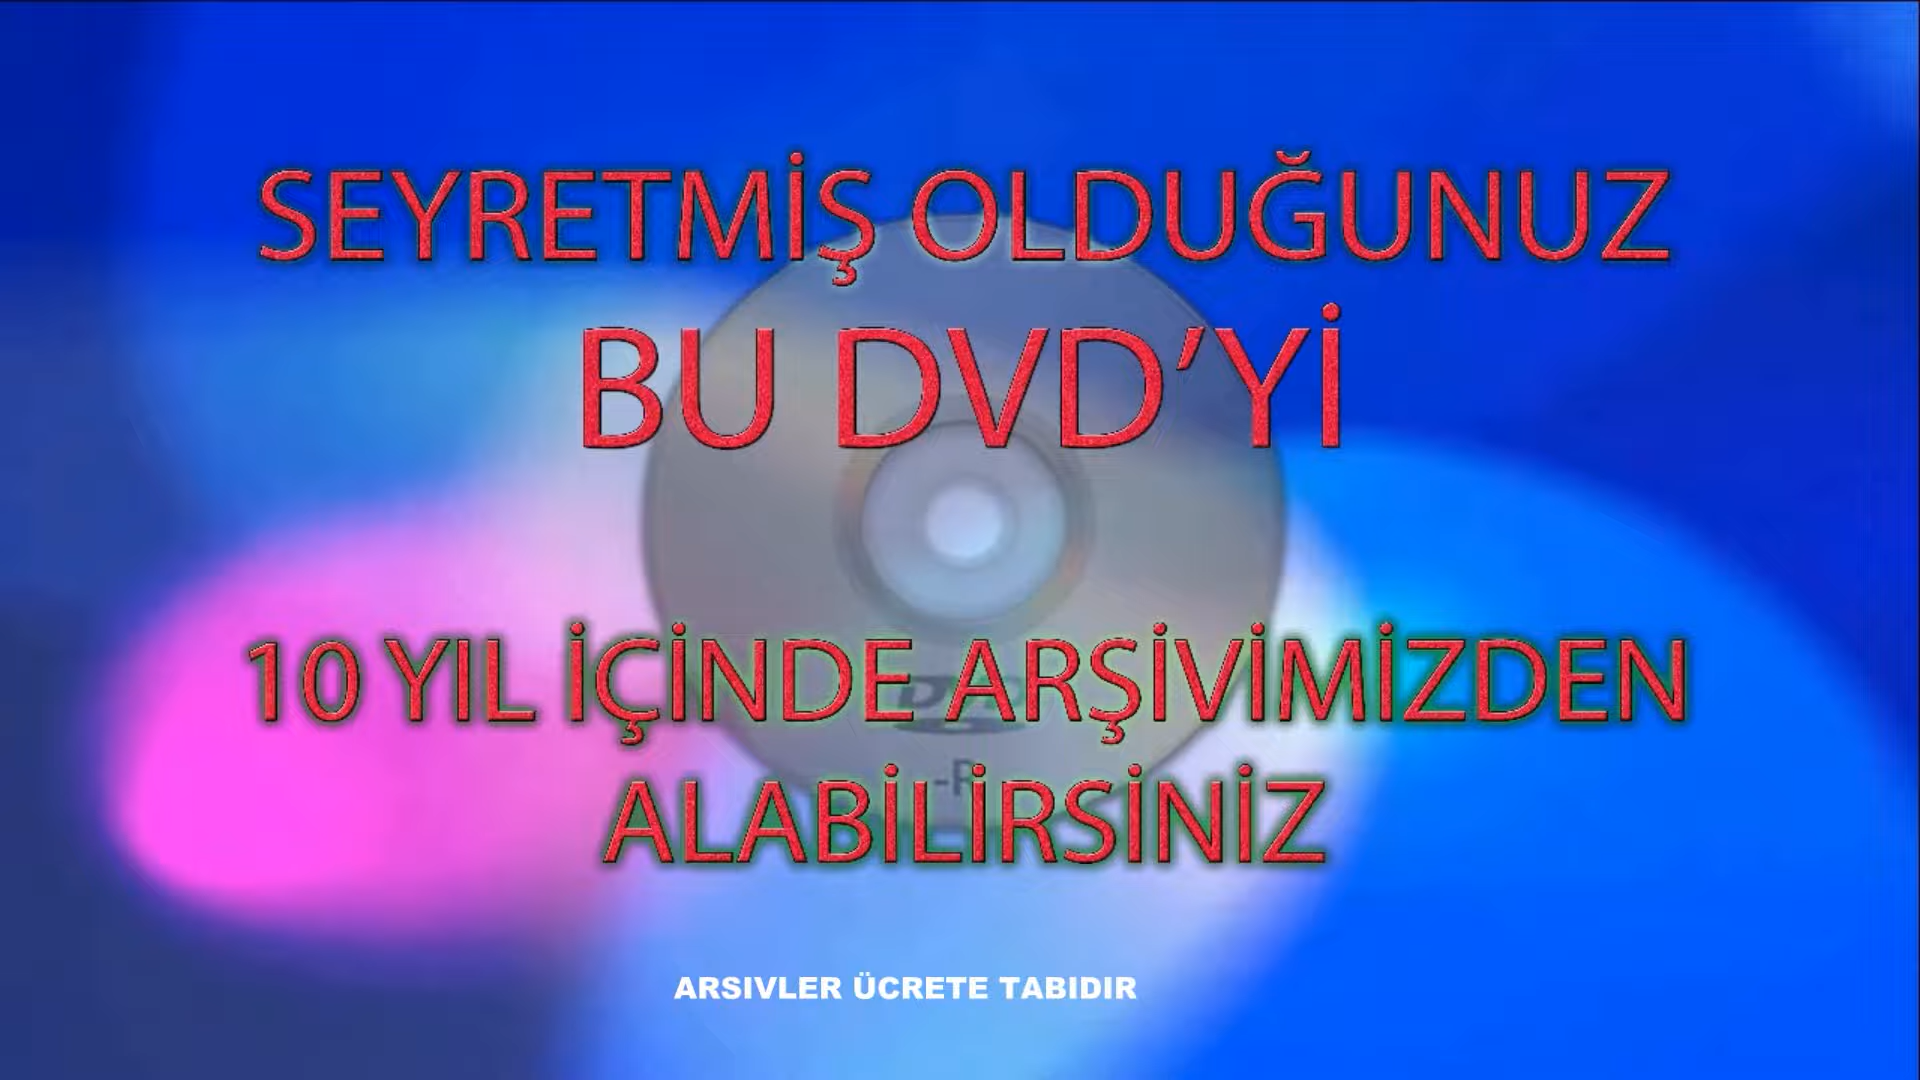 SEYRETMİŞ OLDUĞUNUZ
BU DVD’Yİ
10 YIL İÇİNDE ARŞİVİMİZDEN
ALABİLİRSİNİZ
ARSIVLER ÜCRETE TABIDIR